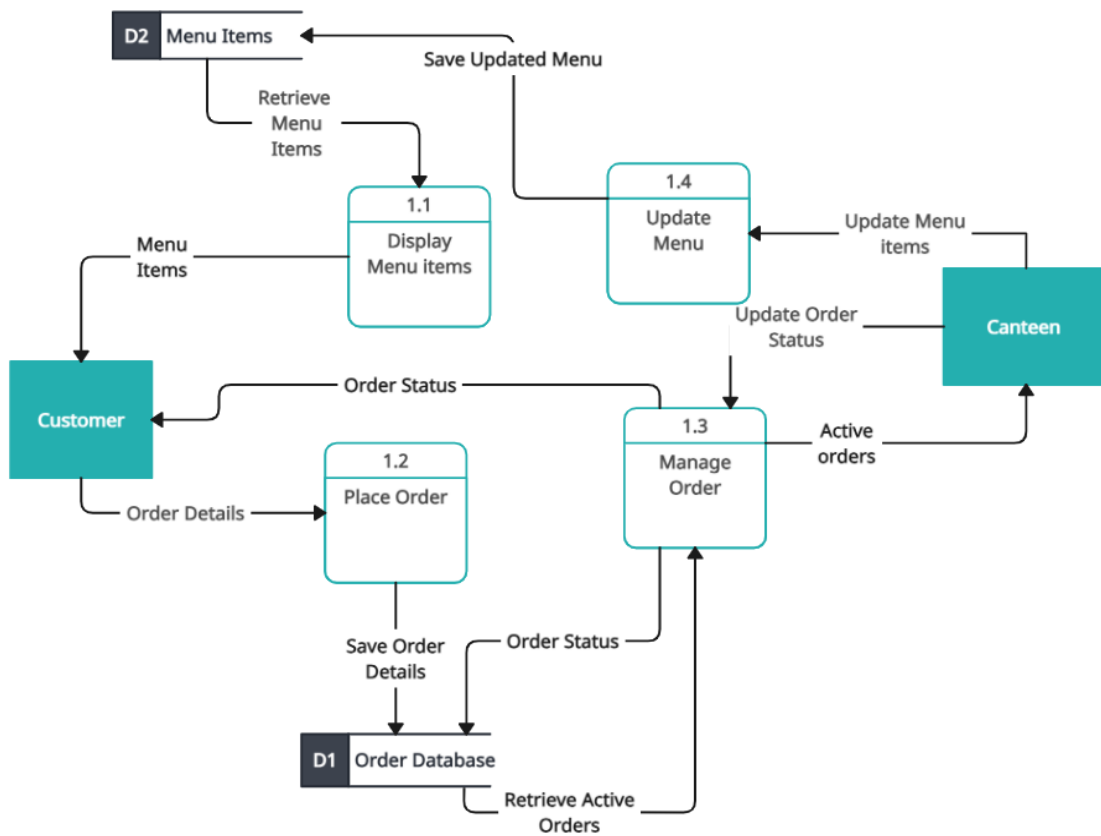 D2 Menu Items
Save Updated Menu
Retrieve
Menu
Items
1.4
Update
Menu
1.1
Display
Menu items
Update Menu
items
Menu
Items
Update Order
Status
Canteen
Order Status
Customer
1.3
Manage
Order
Active
orders
1.2
Place Order
Order Details
Save Order
Details
Order Status
D1 Order Database
Retrieve Active
Orders